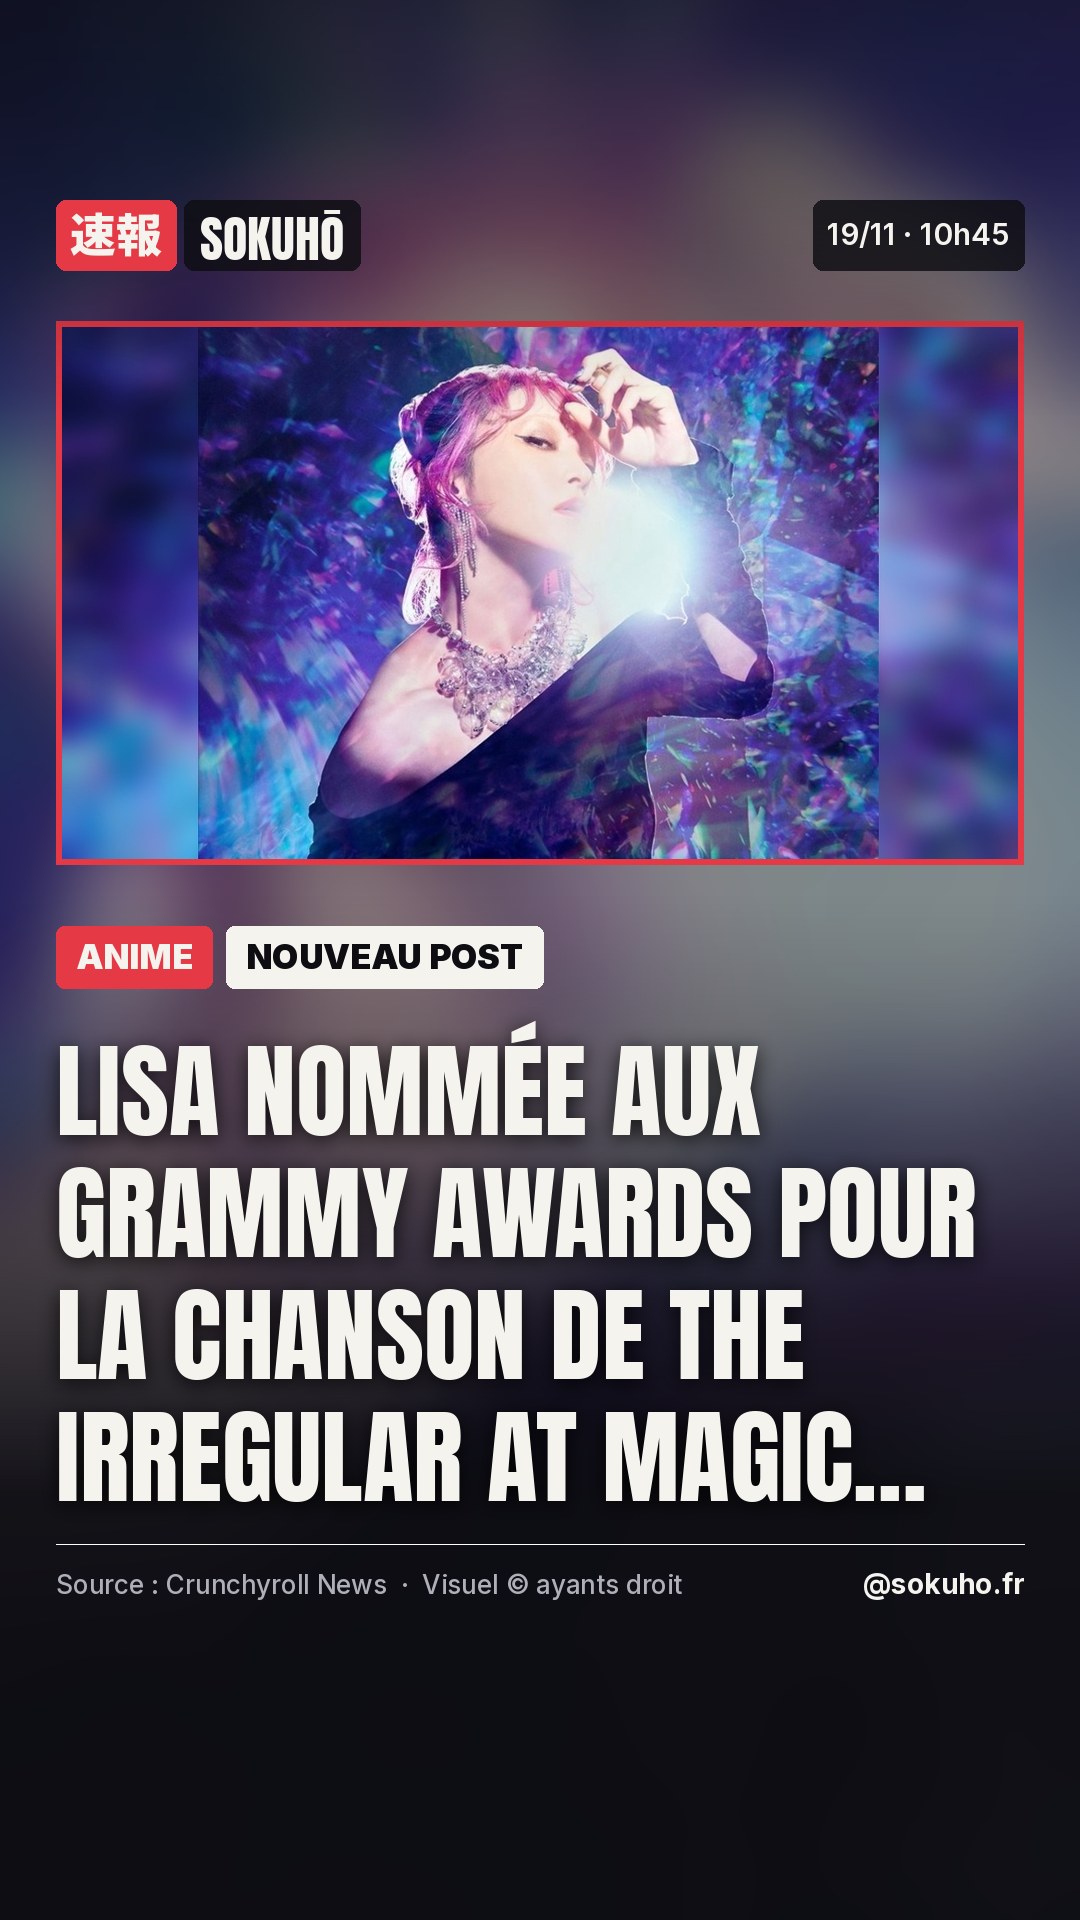 速報 SOKUHŌ
19/11 · 10h45
ANIME
NOUVEAU POST
LISA NOMMÉE AUX
GRAMMY AWARDS POUR
LA CHANSON DE THE
IRREGULAR AT MAGIC...
Source : Crunchyroll News · Visuel © ayants droit
@sokuho.fr